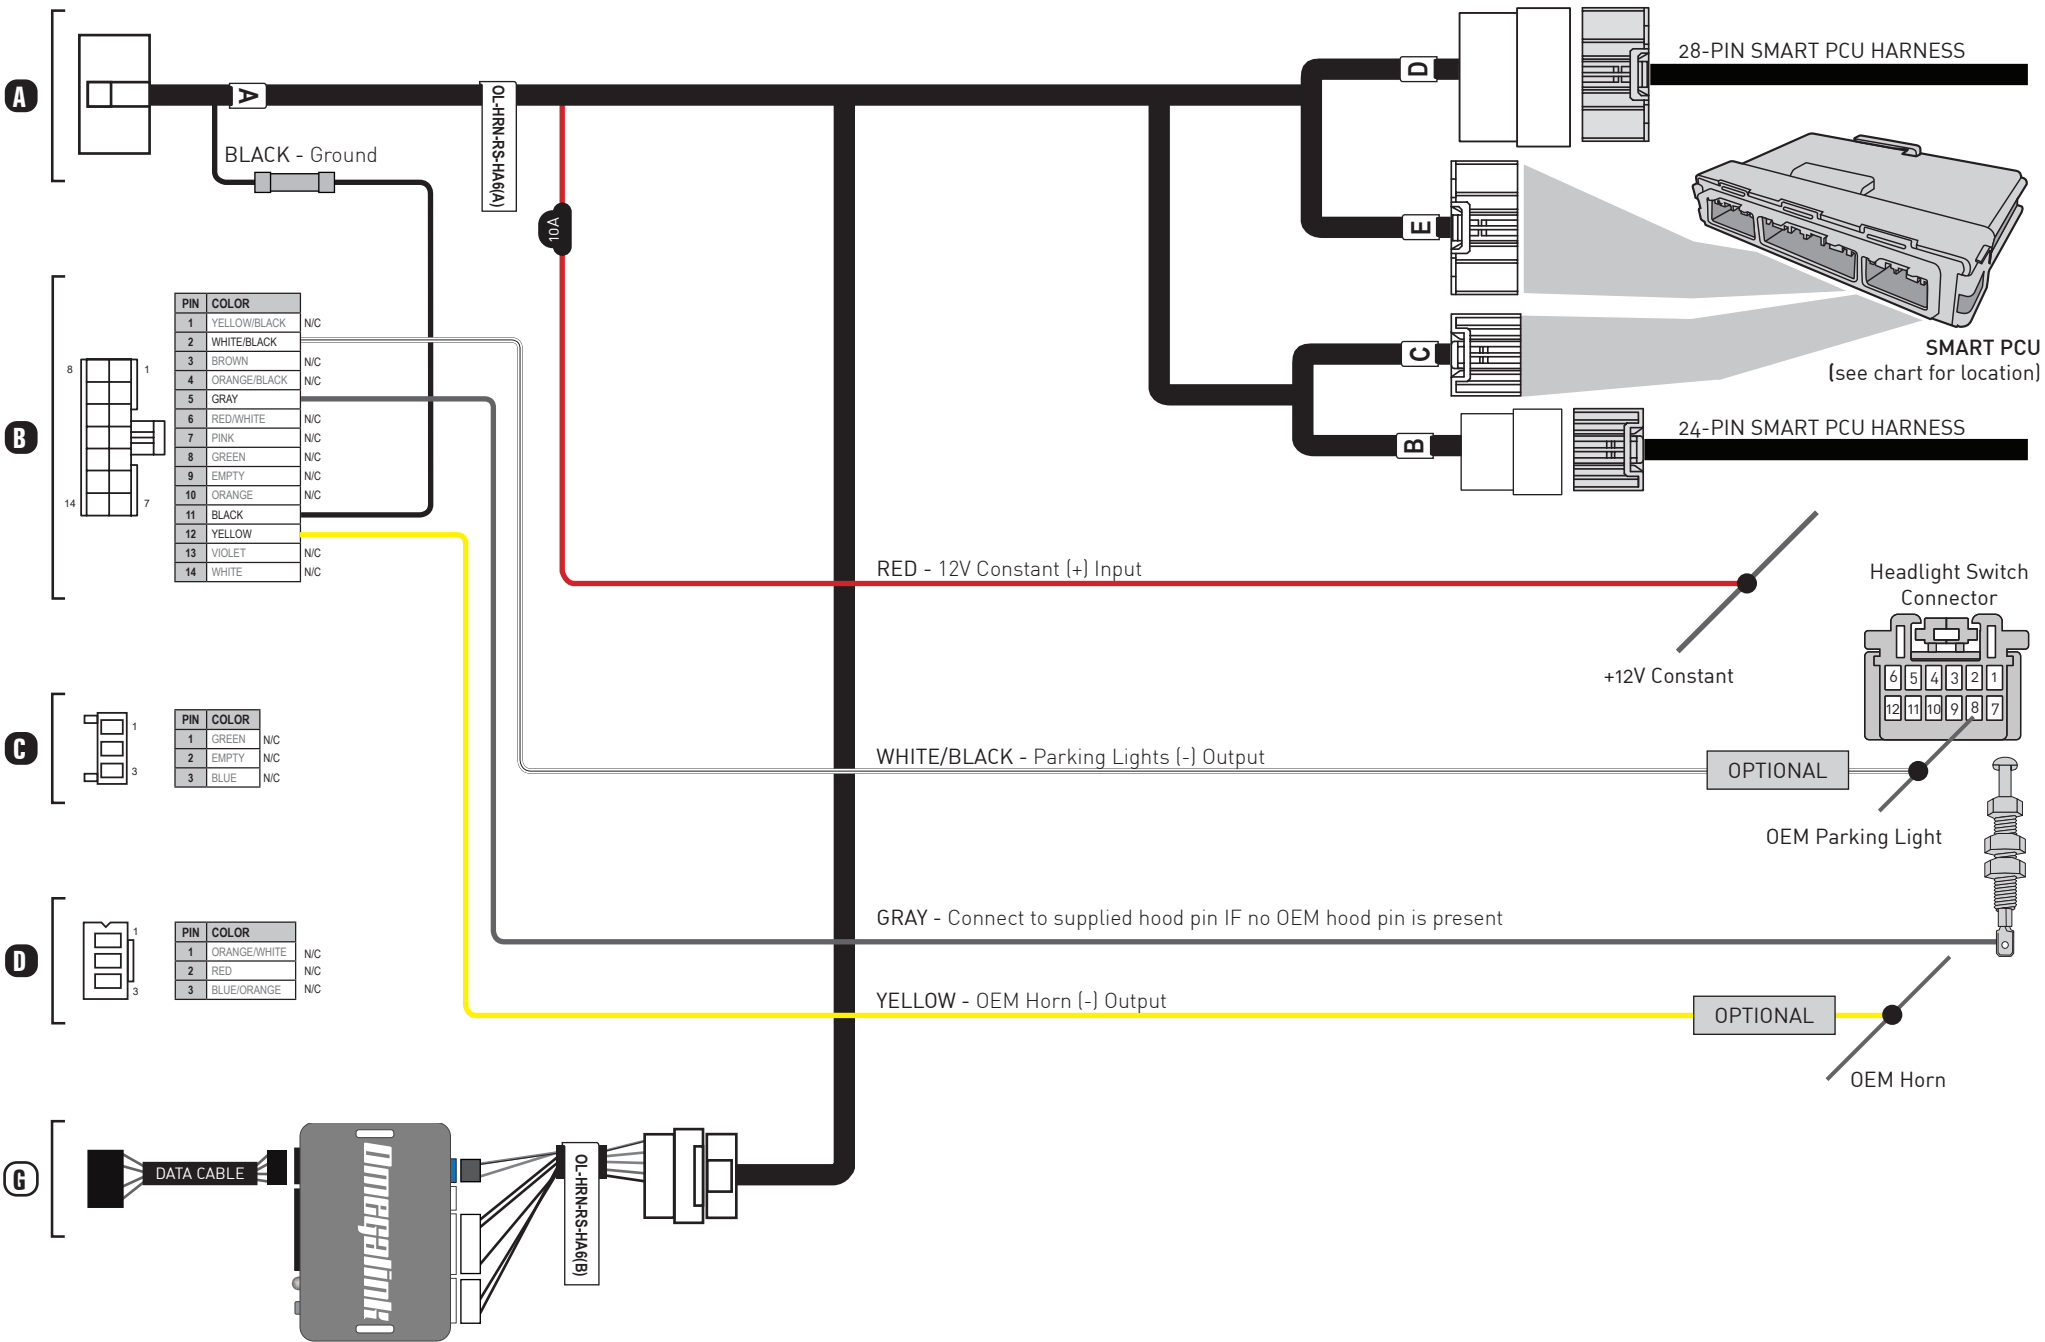 A
A
BLACK - Ground
OL-HRN-RS-HA6(A)
10A
D
28-PIN SMART PCU HARNESS
E
C
B
24-PIN SMART PCU HARNESS
SMART PCU
(see chart for location)
B
8 1
14 7
PIN COLOR
1 YELLOW/BLACK N/C
2 WHITE/BLACK
3 BROWN N/C
4 ORANGE/BLACK N/C
5 GRAY
6 RED/WHITE N/C
7 PINK N/C
8 GREEN N/C
9 EMPTY N/C
10 ORANGE N/C
11 BLACK
12 YELLOW
13 VIOLET N/C
14 WHITE N/C
RED - 12V Constant (+) Input
+12V Constant
Headlight Switch
Connector
6 5 4 3 2 1
12 11 10 9 8 7
C
1
3
PIN COLOR
1 GREEN N/C
2 EMPTY N/C
3 BLUE N/C
WHITE/BLACK - Parking Lights (-) Output
OPTIONAL
OEM Parking Light
D
1
3
PIN COLOR
1 ORANGE/WHITE N/C
2 RED N/C
3 BLUE/ORANGE N/C
GRAY - Connect to supplied hood pin IF no OEM hood pin is present
YELLOW - OEM Horn (-) Output
OPTIONAL
OEM Horn
G
DATA CABLE
Omegalink
OL-HRN-RS-HA6(B)